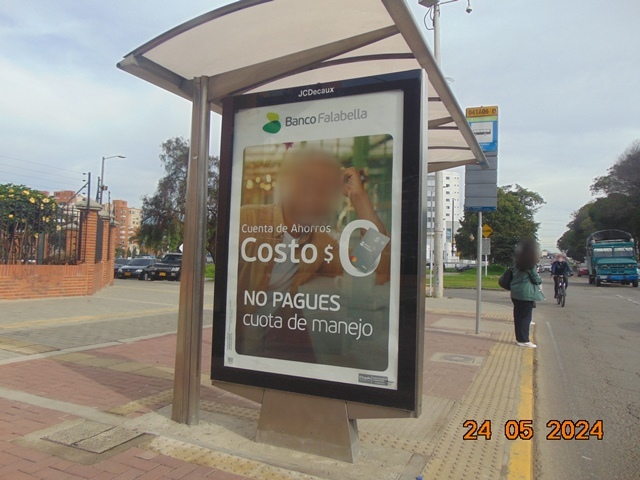 JCDecaux
Banco Falabella
Cuenta de Ahorros
Costo $0
NO PAGUES
cuota de manejo
24 05 2024